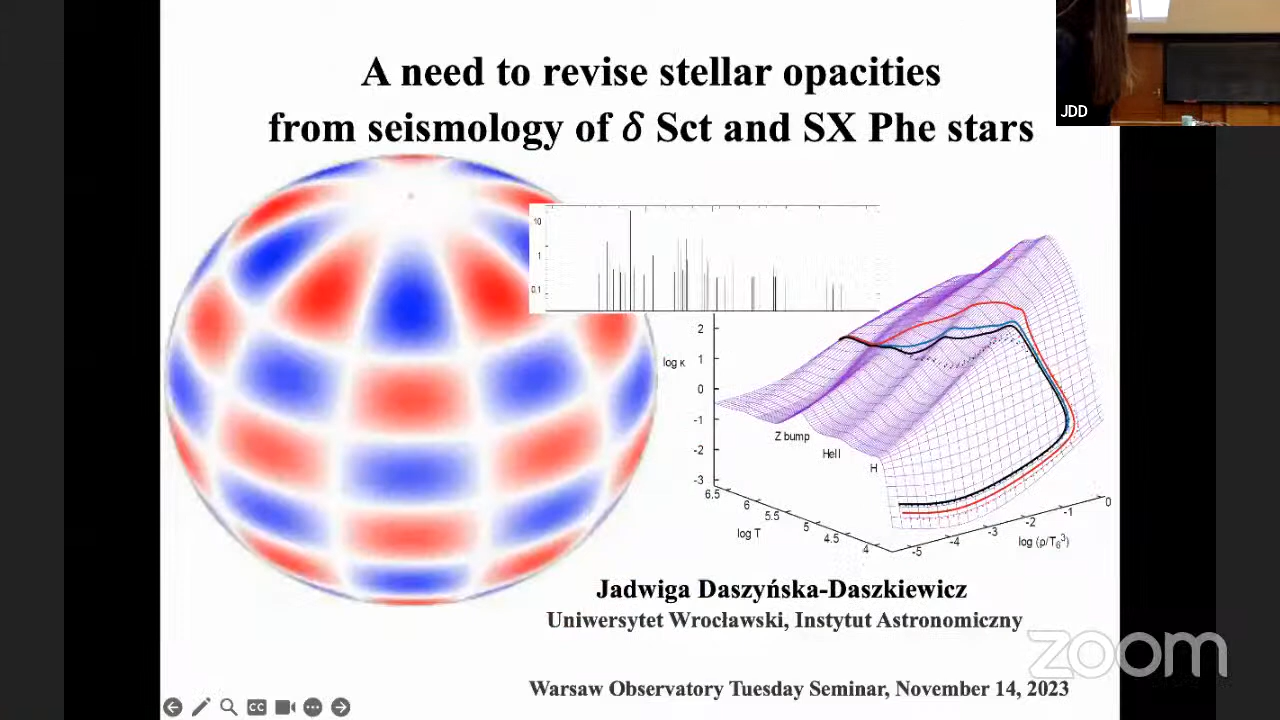 A need to revise stellar opacities
from seismology of δ Sct and SX Phe stars
JDD
10
1
0.1
log κ
2
1
0
-1
-2
-3
Z bump
HeII
H
6.5
6
5.5
5
4.5
4
log T
-5
-4
-3
-2
-1
0
log (ρ/T₆³)
Jadwiga Daszyńska-Daszkiewicz
Uniwersytet Wrocławski, Instytut Astronomiczny
zoom
Warsaw Observatory Tuesday Seminar, November 14, 2023
CC